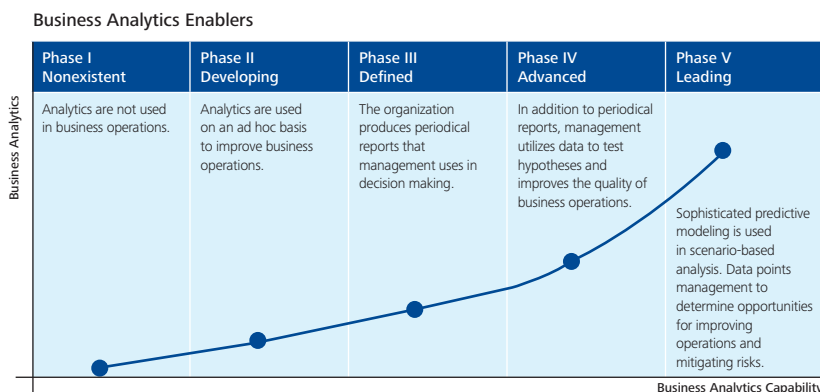 Business Analytics Enablers
Phase I
Nonexistent
Phase II
Developing
Phase III
Defined
Phase IV
Advanced
Phase V
Leading
Analytics are not used
in business operations.
Analytics are used
on an ad hoc basis
to improve business
operations.
The organization
produces periodical
reports that
management uses in
decision making.
In addition to periodical
reports, management
utilizes data to test
hypotheses and
improves the quality of
business operations.
Sophisticated predictive
modeling is used
in scenario-based
analysis. Data points
management to
determine opportunities
for improving
operations and
mitigating risks.
Business Analytics
Business Analytics Capability